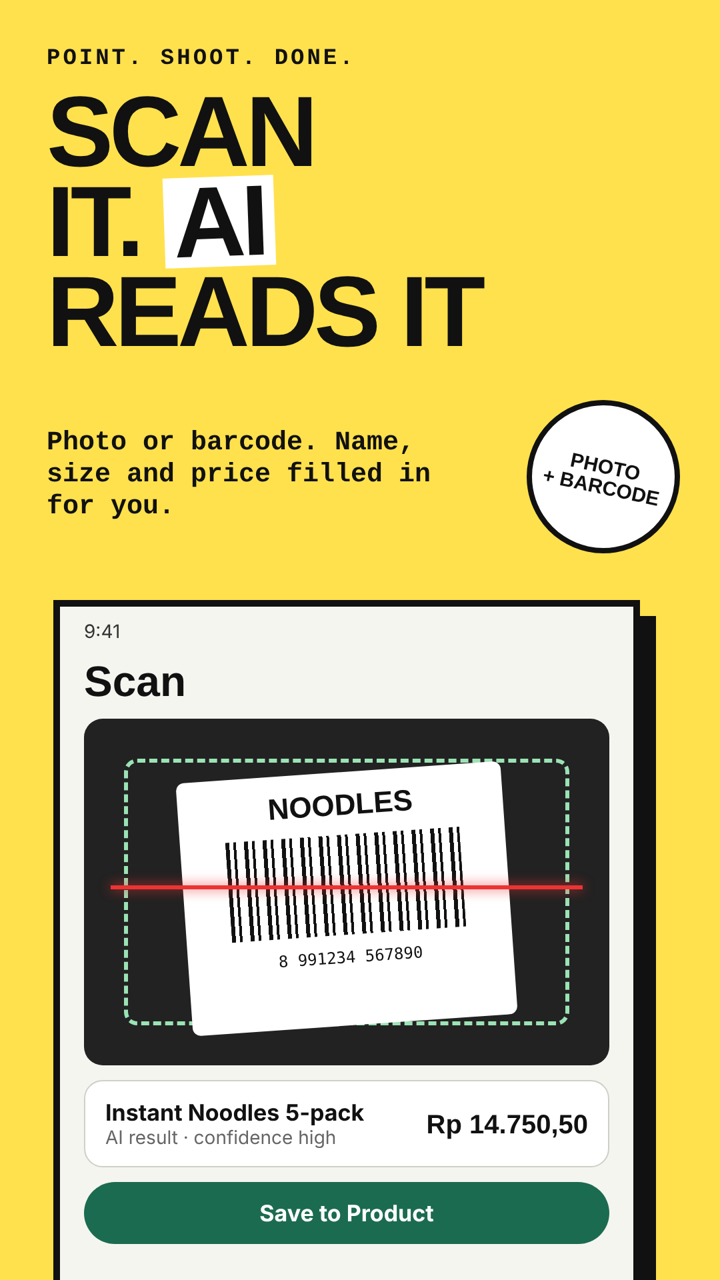 POINT. SHOOT. DONE.
SCAN
IT. AI
READS IT
Photo or barcode. Name,
size and price filled in
for you.
PHOTO
+ BARCODE
9:41
Scan
NOODLES
8 991234 567890
Instant Noodles 5-pack
AI result · confidence high
Rp 14.750,50
Save to Product